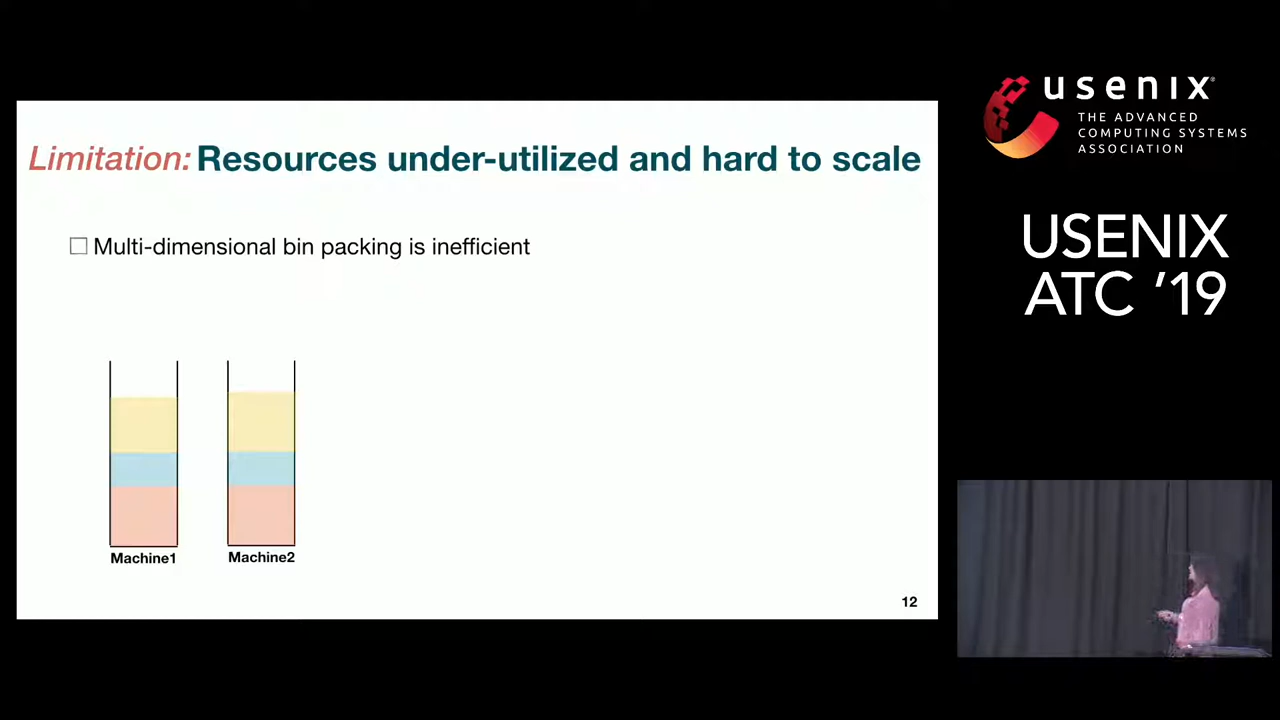 Limitation: Resources under-utilized and hard to scale
Multi-dimensional bin packing is inefficient
Machine1
Machine2
12
usenix
THE ADVANCED
COMPUTING SYSTEMS
ASSOCIATION
USENIX
ATC '19